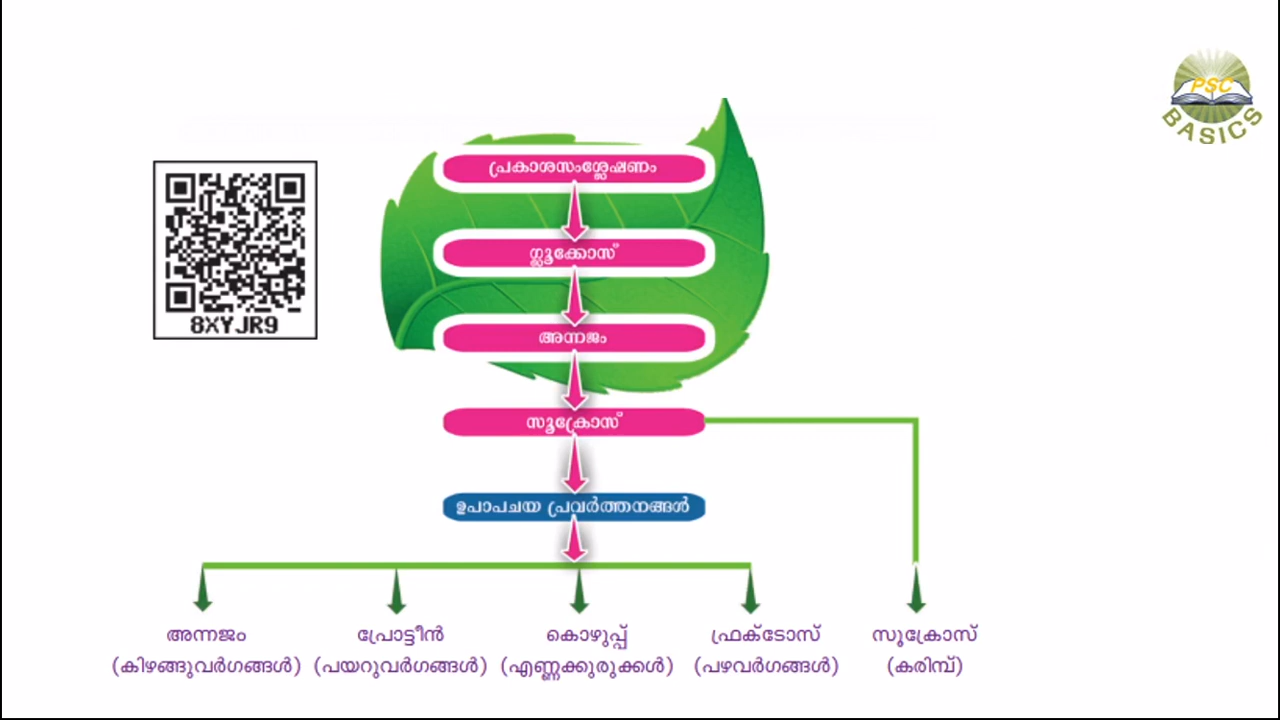 PSC
BASICS
പ്രകാശസംശ്ലേഷണം
ഗ്ലൂക്കോസ്
അന്നജം
സൂക്രോസ്
ഉപാപചയ പ്രവർത്തനങ്ങൾ
8XYJR9
അന്നജം
(കിഴങ്ങുവർഗങ്ങൾ)
പ്രോട്ടീൻ
(പയറുവർഗങ്ങൾ)
കൊഴുപ്പ്
(എണ്ണക്കുരുക്കൾ)
ഫ്രക്ടോസ്
(പഴവർഗങ്ങൾ)
സൂക്രോസ്
(കരിമ്പ്)